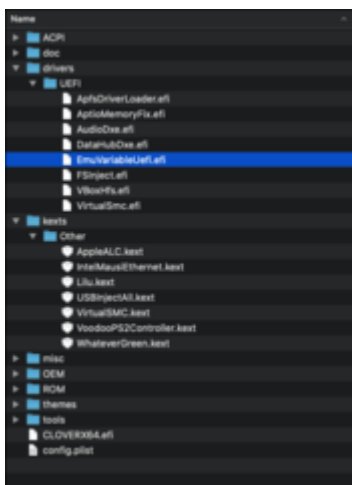 Name
ACPI
doc
drivers
UEFI
ApfsDriverLoader.efi
AptioMemoryFix.efi
AudioDxe.efi
DataHubDxe.efi
EmuVariableUefi.efi
FSInject.efi
VBoxHfs.efi
VirtualSmc.efi
kexts
Other
AppleALC.kext
IntelMausiEthernet.kext
Lilu.kext
USBInjectAll.kext
VirtualSMC.kext
VoodooPS2Controller.kext
WhateverGreen.kext
misc
OEM
ROM
themes
tools
CLOVERX64.efi
config.plist